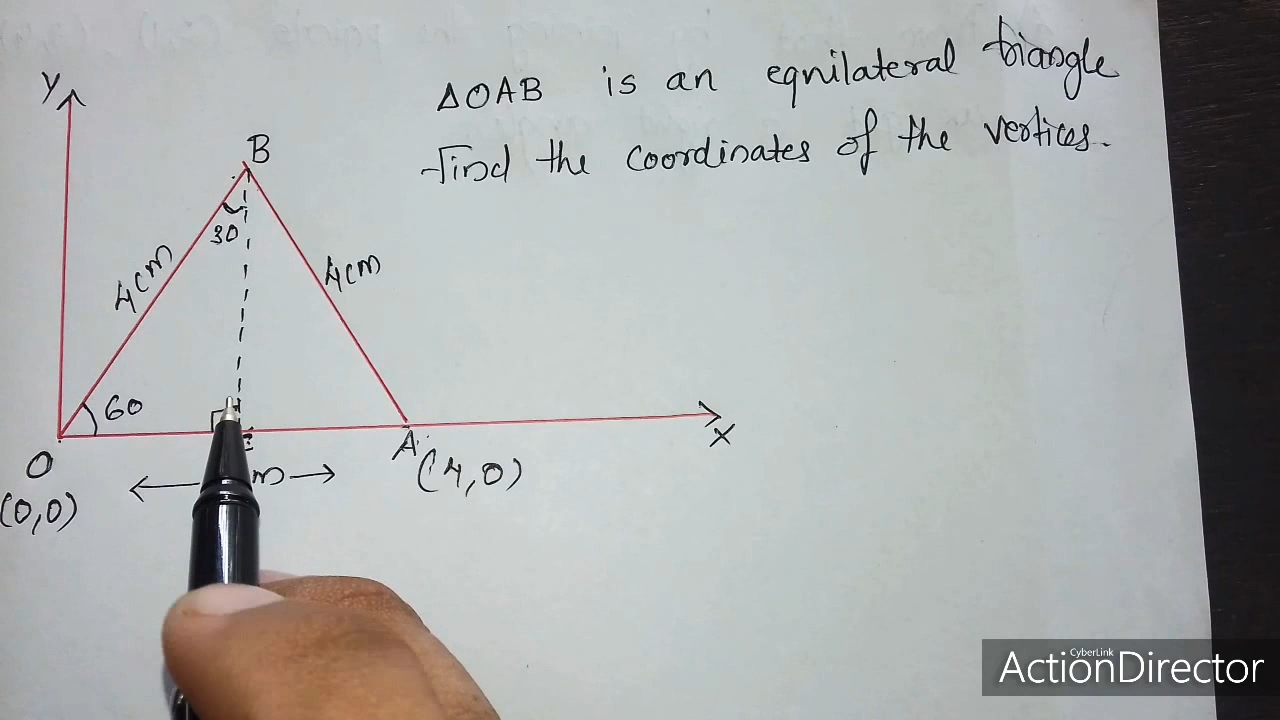 ΔOAB is an equilateral triangle
Find the coordinates of the vertices.
Y
B
30
4cm
4cm
60
O
A
X
(0,0)
(4,0)
CyberLink
ActionDirector